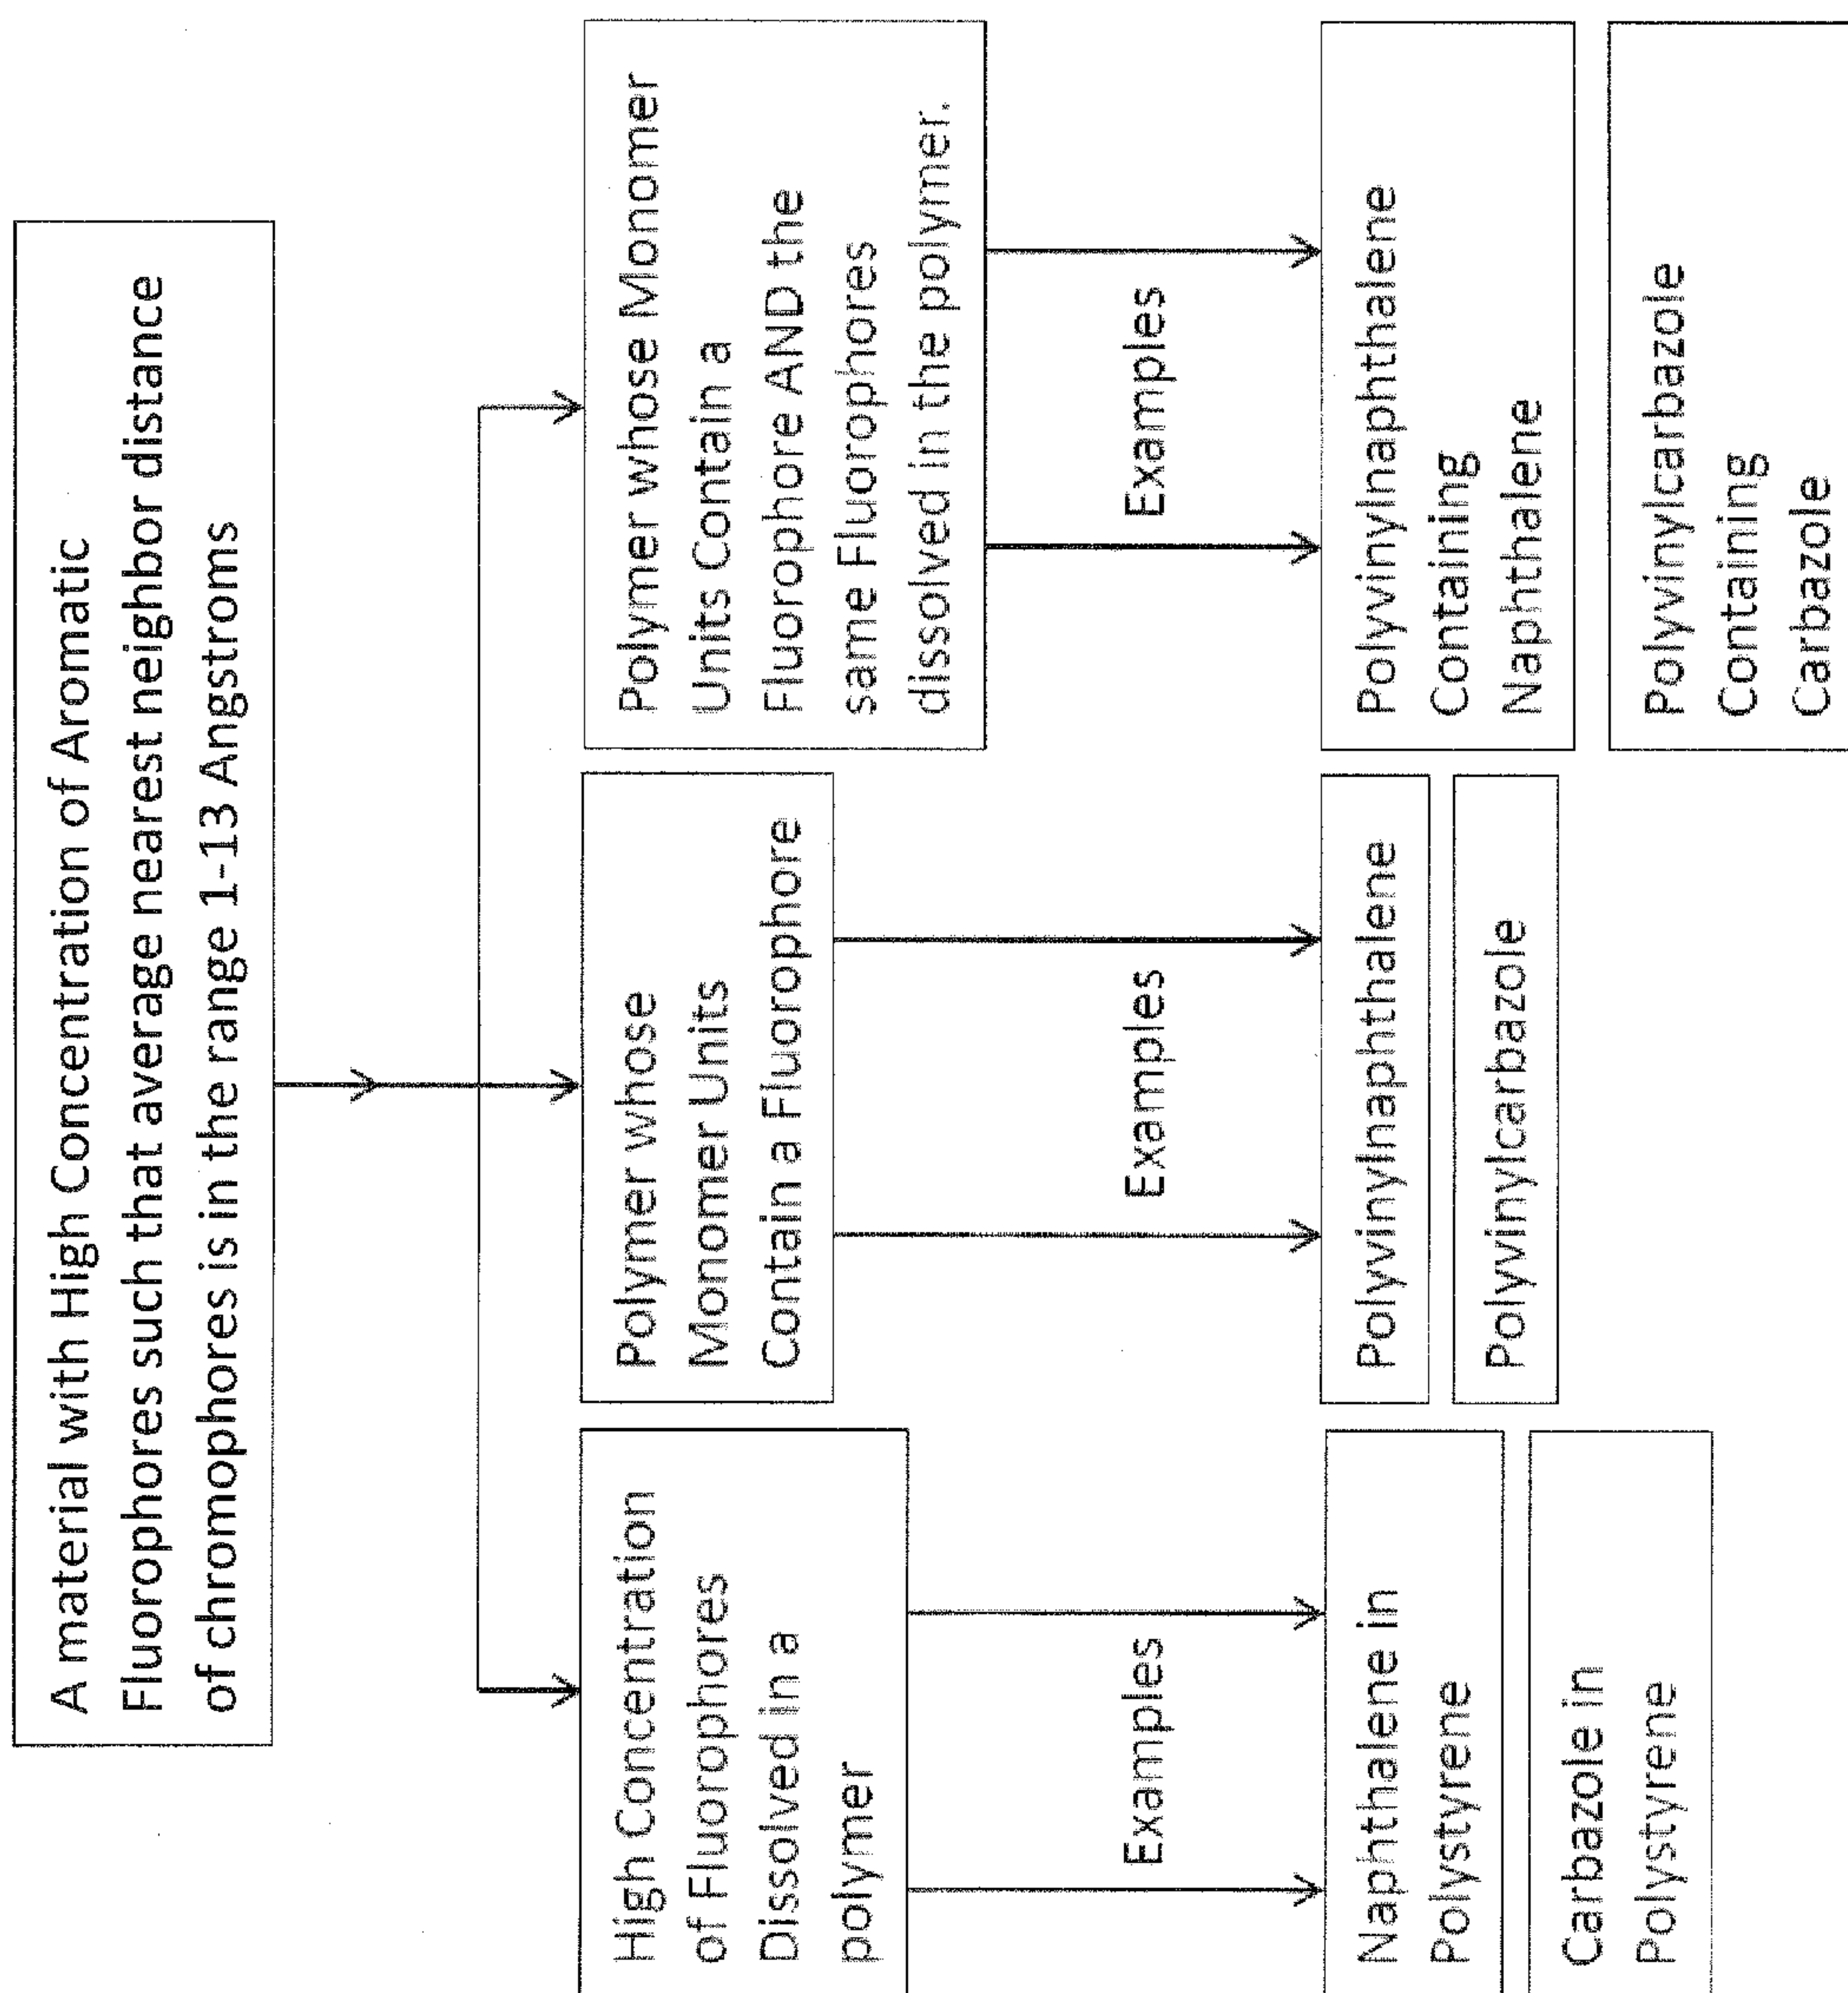 A material with High Concentration of Aromatic
Fluorophores such that average nearest neighbor distance
of chromophores is in the range 1-13 Angstroms
High Concentration
of Fluorophores
Dissolved in a
polymer
Examples
Naphthalene in
Polystyrene
Carbazole in
Polystyrene
Polymer whose
Monomer Units
Contain a Fluorophore
Examples
Polyvinylnaphthalene
Polyvinylcarbazole
Polymer whose Monomer
Units Contain a
Fluorophore AND the
same Fluorophores
dissolved in the polymer.
Examples
Polyvinylnaphthalene
Containing
Naphthalene
Polyvinylcarbazole
Containing
Carbazole